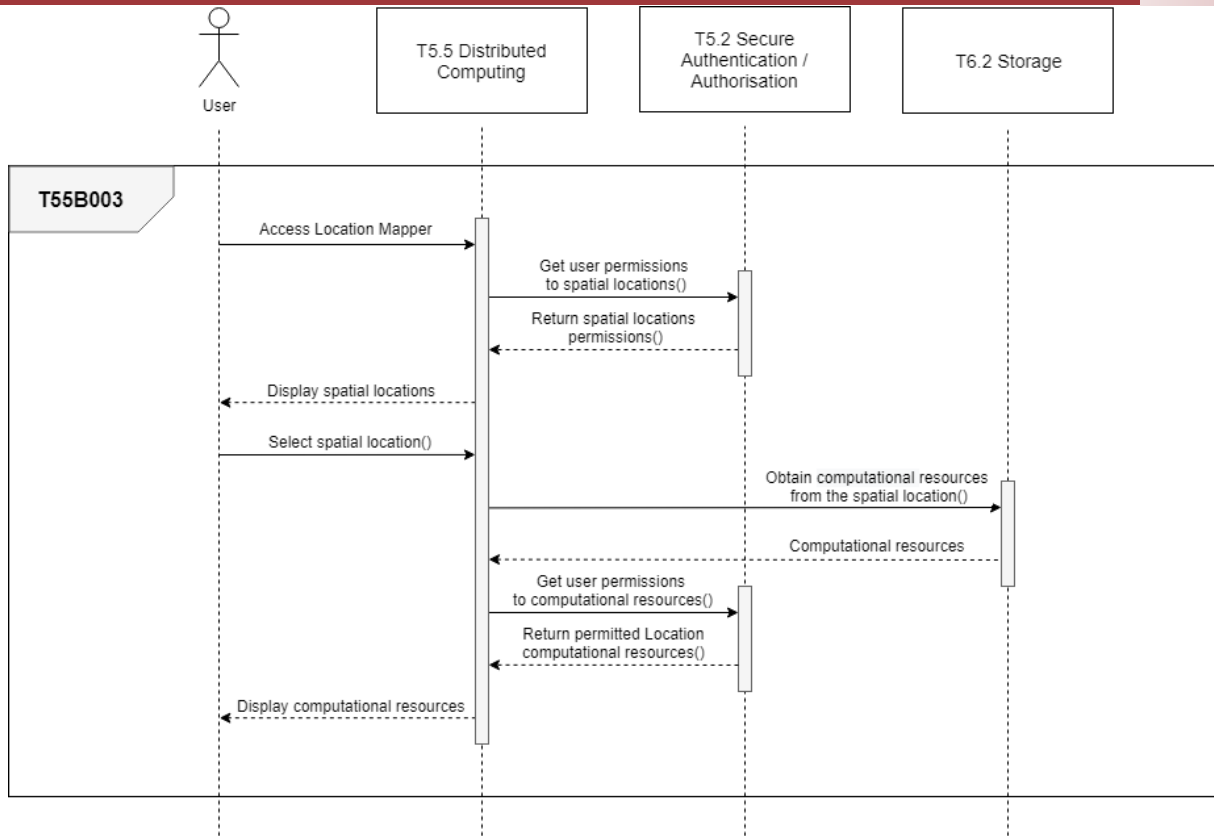 User
T5.5 Distributed
Computing
T5.2 Secure
Authentication /
Authorisation
T6.2 Storage
T55B003
Access Location Mapper
Get user permissions
to spatial locations()
Return spatial locations
permissions()
Display spatial locations
Select spatial location()
Obtain computational resources
from the spatial location()
Computational resources
Get user permissions
to computational resources()
Return permitted Location
computational resources()
Display computational resources